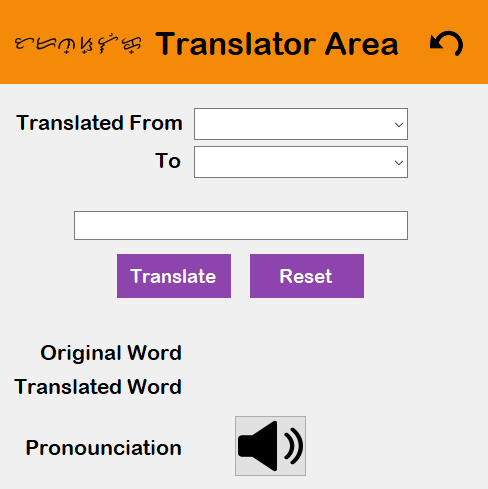 Translator Area
Translated From
To
Translate Reset
Original Word
Translated Word
Pronounciation